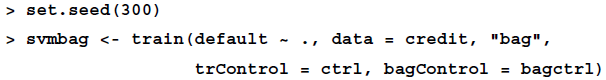 > set.seed(300)
> svmbag <- train(default ~ ., data = credit, "bag",
trControl = ctrl, bagControl = bagctrl)